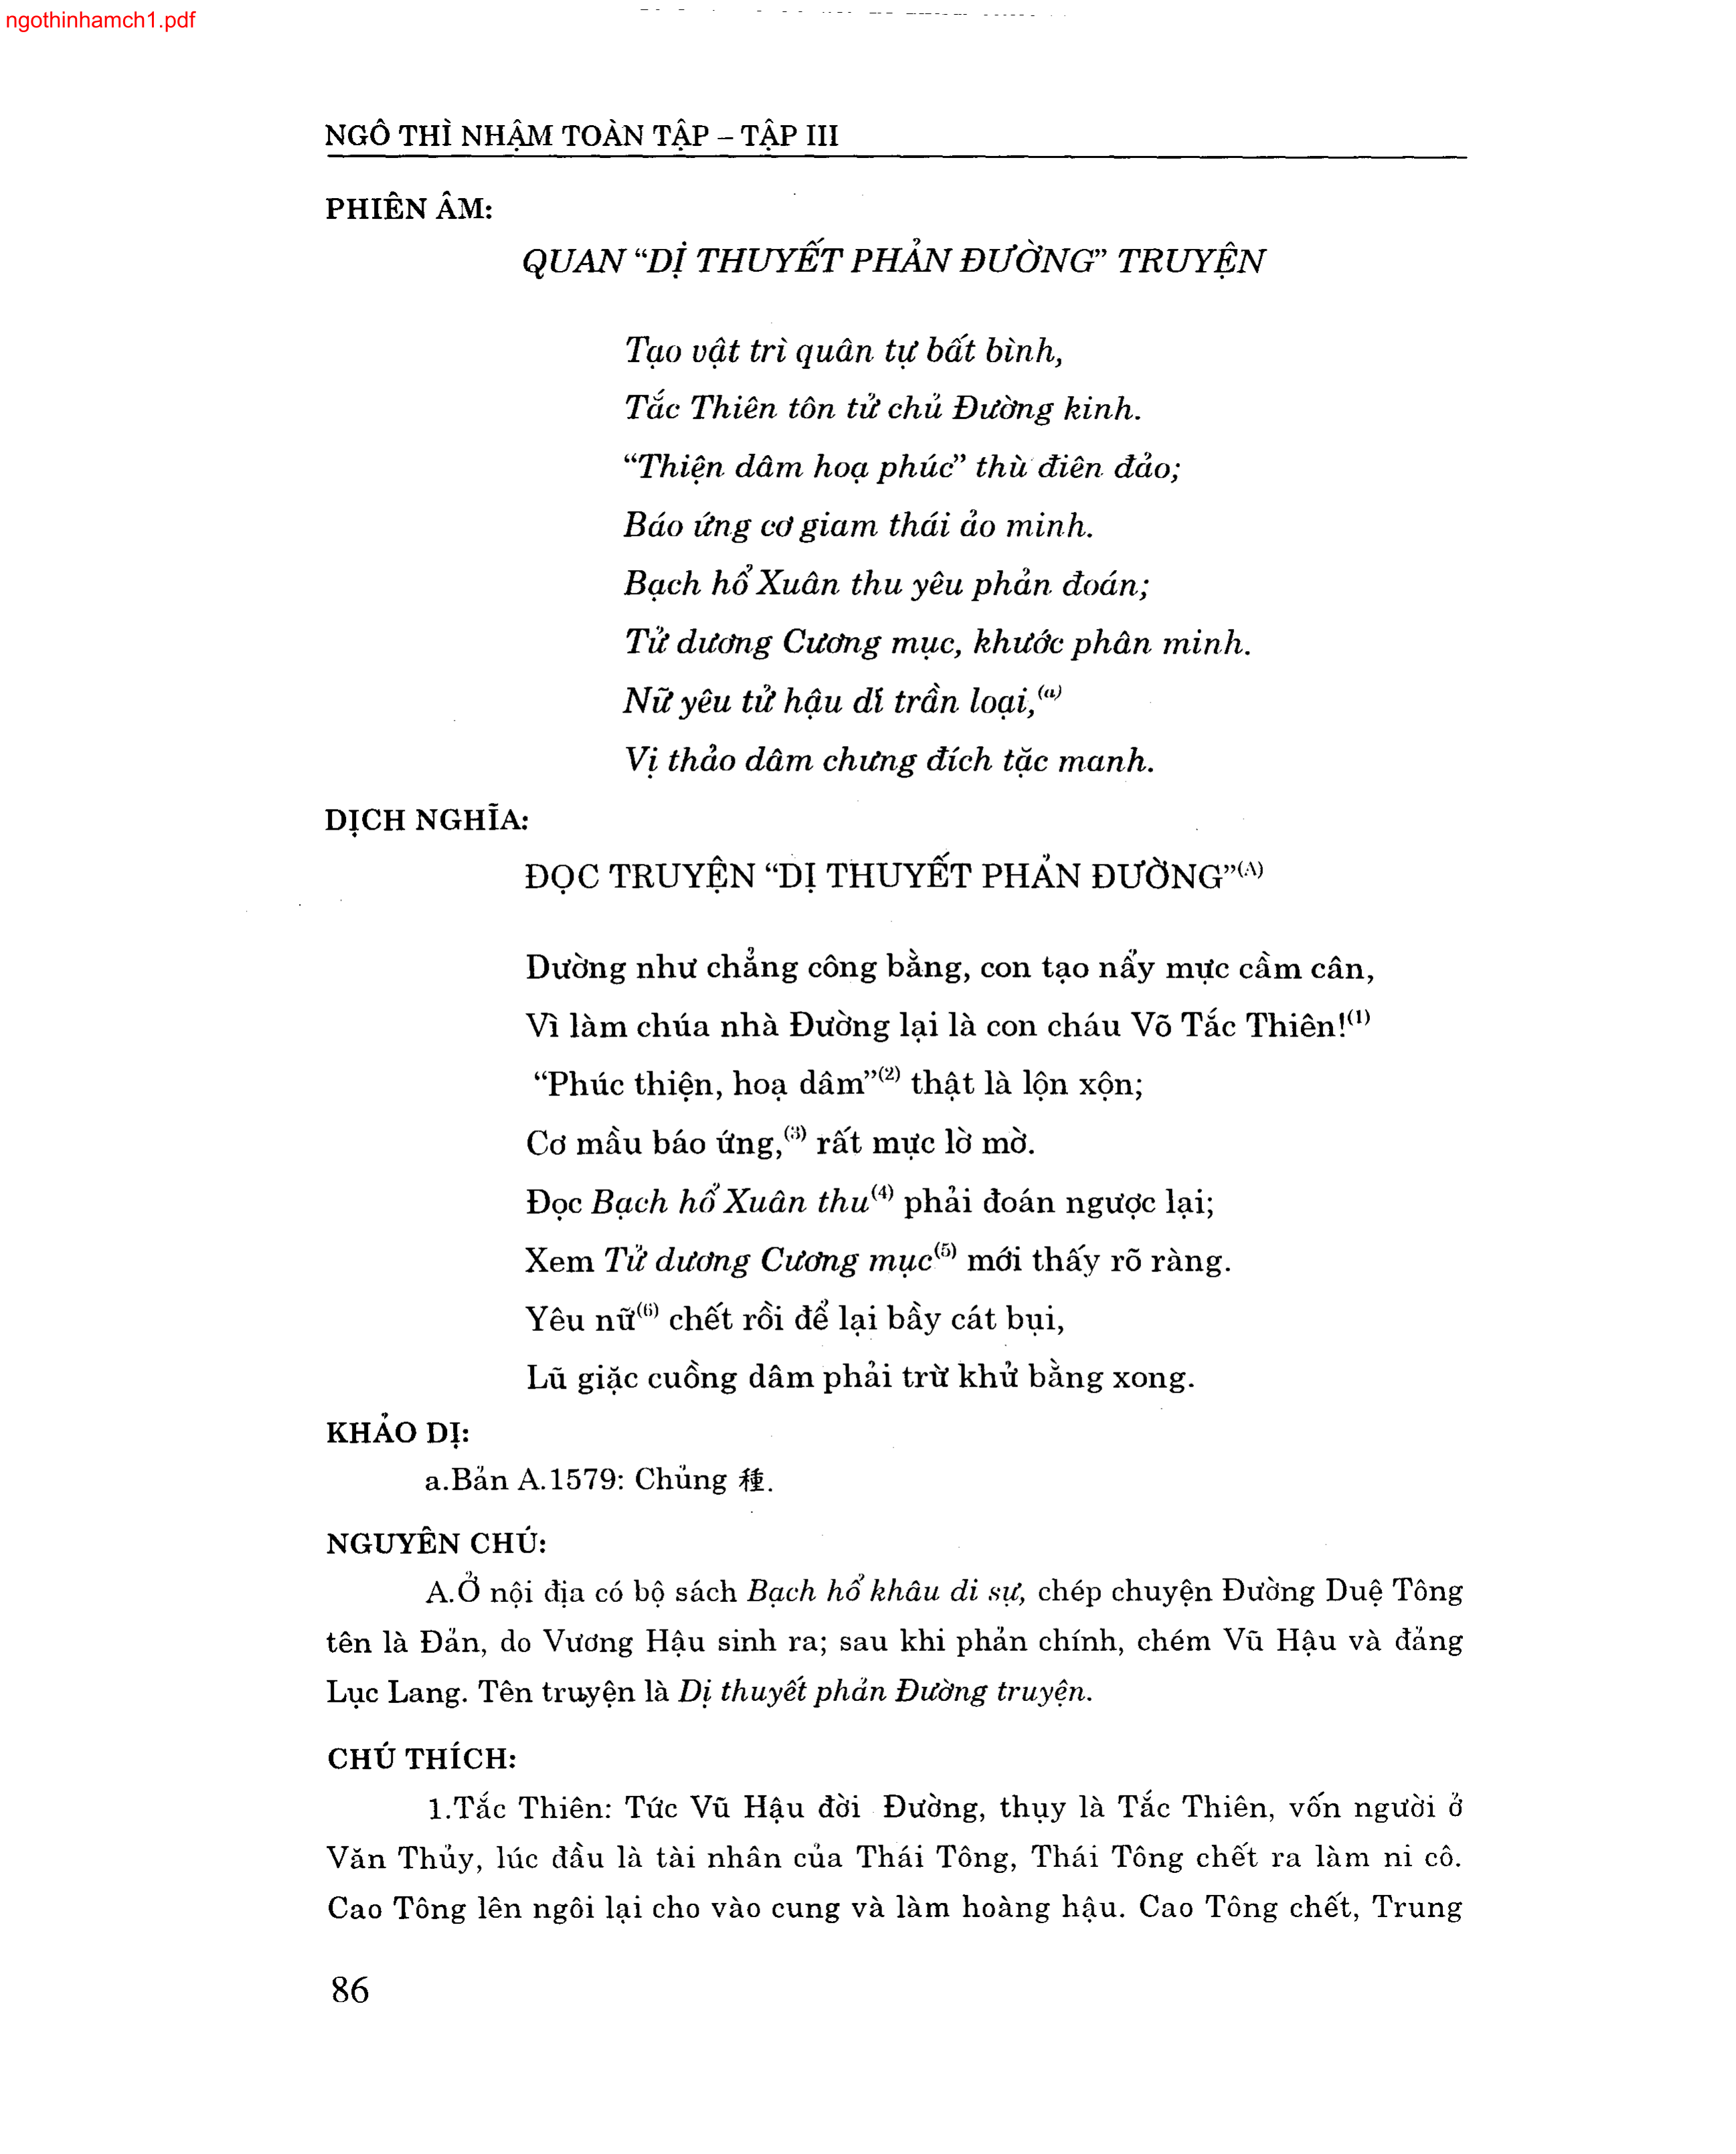 ngothinhamch1.pdf
NGÔ THÌ NHẬM TOÀN TẬP – TẬP III
PHIÊN ÂM:
QUAN “DỊ THUYẾT PHẢN ĐƯỜNG” TRUYỆN
Tạo vật trì quân tự bất bình,
Tắc Thiên tôn tử chủ Đường kinh.
“Thiện dâm hoạ phúc” thù điên đảo;
Báo ứng cơ giam thái ảo minh.
Bạch hổ Xuân thu yêu phản đoán;
Tử dương Cương mục, khước phân minh.
Nữ yêu tử hậu dí trần loại,(a)
Vị thảo dâm chưng đích tặc manh.
DỊCH NGHĨA:
ĐỌC TRUYỆN “DỊ THUYẾT PHẢN ĐƯỜNG”(A)
Dường như chẳng công bằng, con tạo nẩy mực cầm cân,
Vì làm chúa nhà Đường lại là con cháu Võ Tắc Thiên!(1)
“Phúc thiện, hoạ dâm”(2) thật là lộn xộn;
Cơ mầu báo ứng,(3) rất mực lờ mờ.
Đọc Bạch hổ Xuân thu(4) phải đoán ngược lại;
Xem Tử dương Cương mục(5) mới thấy rõ ràng.
Yêu nữ(6) chết rồi để lại bầy cát bụi,
Lũ giặc cuồng dâm phải trừ khử bằng xong.
KHẢO DỊ:
a.Bản A.1579: Chủng 種.
NGUYÊN CHÚ:
A.Ở nội địa có bộ sách Bạch hổ khâu di sự, chép chuyện Đường Duệ Tông
tên là Đản, do Vương Hậu sinh ra; sau khi phản chính, chém Vũ Hậu và đảng
Lục Lang. Tên truyện là Dị thuyết phản Đường truyện.
CHÚ THÍCH:
1.Tắc Thiên: Tức Vũ Hậu đời Đường, thụy là Tắc Thiên, vốn người ở
Văn Thủy, lúc đầu là tài nhân của Thái Tông, Thái Tông chết ra làm ni cô.
Cao Tông lên ngôi lại cho vào cung và làm hoàng hậu. Cao Tông chết, Trung
86